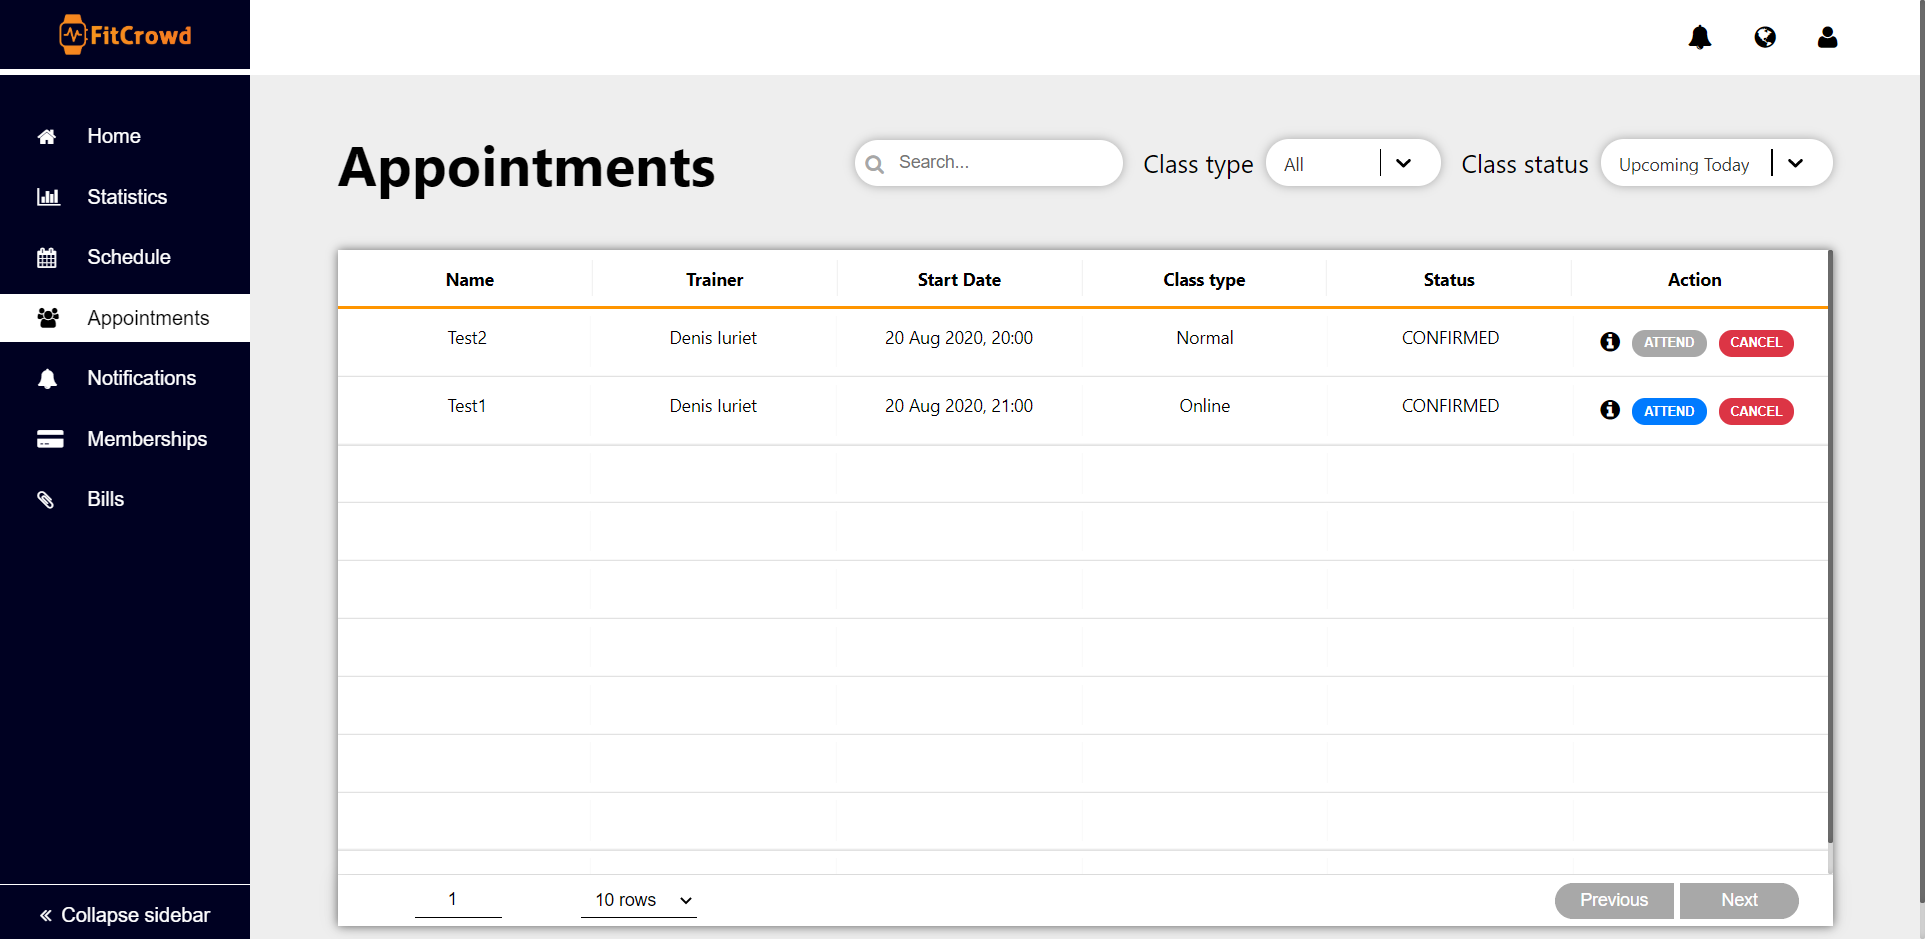 FitCrowd
Home
Statistics
Schedule
Appointments
Notifications
Memberships
Bills
« Collapse sidebar
Appointments
Search...
Class type
All
Class status
Upcoming Today
Name Trainer Start Date Class type Status Action
Test2 Denis Iuriet 20 Aug 2020, 20:00 Normal CONFIRMED ATTEND CANCEL
Test1 Denis Iuriet 20 Aug 2020, 21:00 Online CONFIRMED ATTEND CANCEL
1 10 rows Previous Next